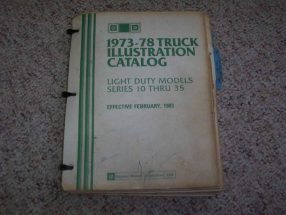 1973-78 TRUCK
ILLUSTRATION
CATALOG
LIGHT DUTY MODELS
SERIES 10 THRU 35
EFFECTIVE FEBRUARY, 1983